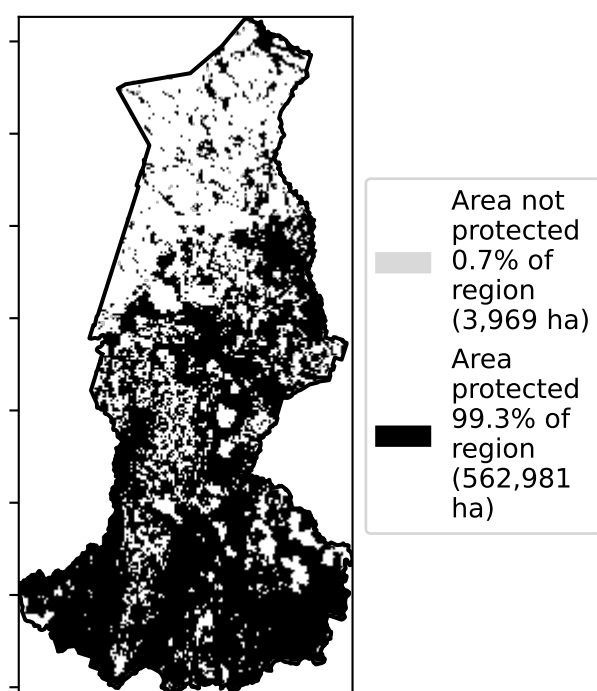 Area not
protected
0.7% of
region
(3,969 ha)
Area
protected
99.3% of
region
(562,981
ha)